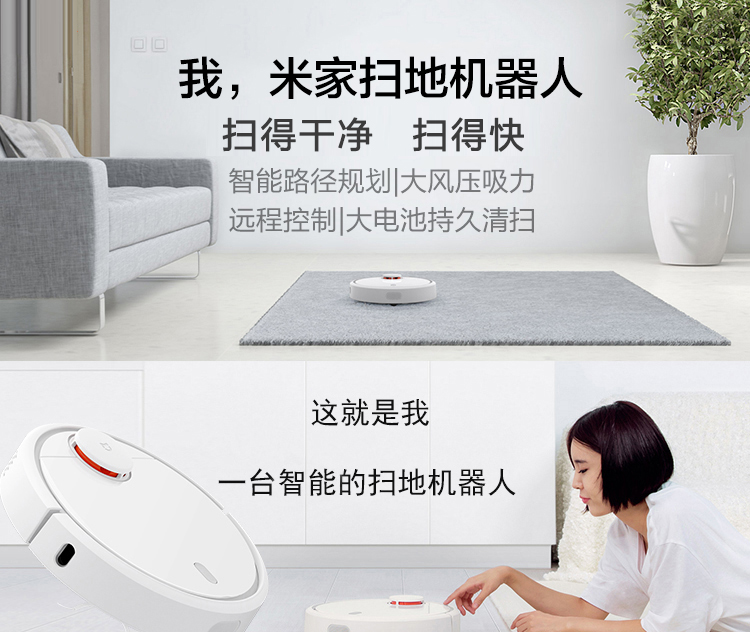 我，米家扫地机器人
扫得干净 扫得快
智能路径规划|大风压吸力
远程控制|大电池持久清扫
这就是我
一台智能的扫地机器人